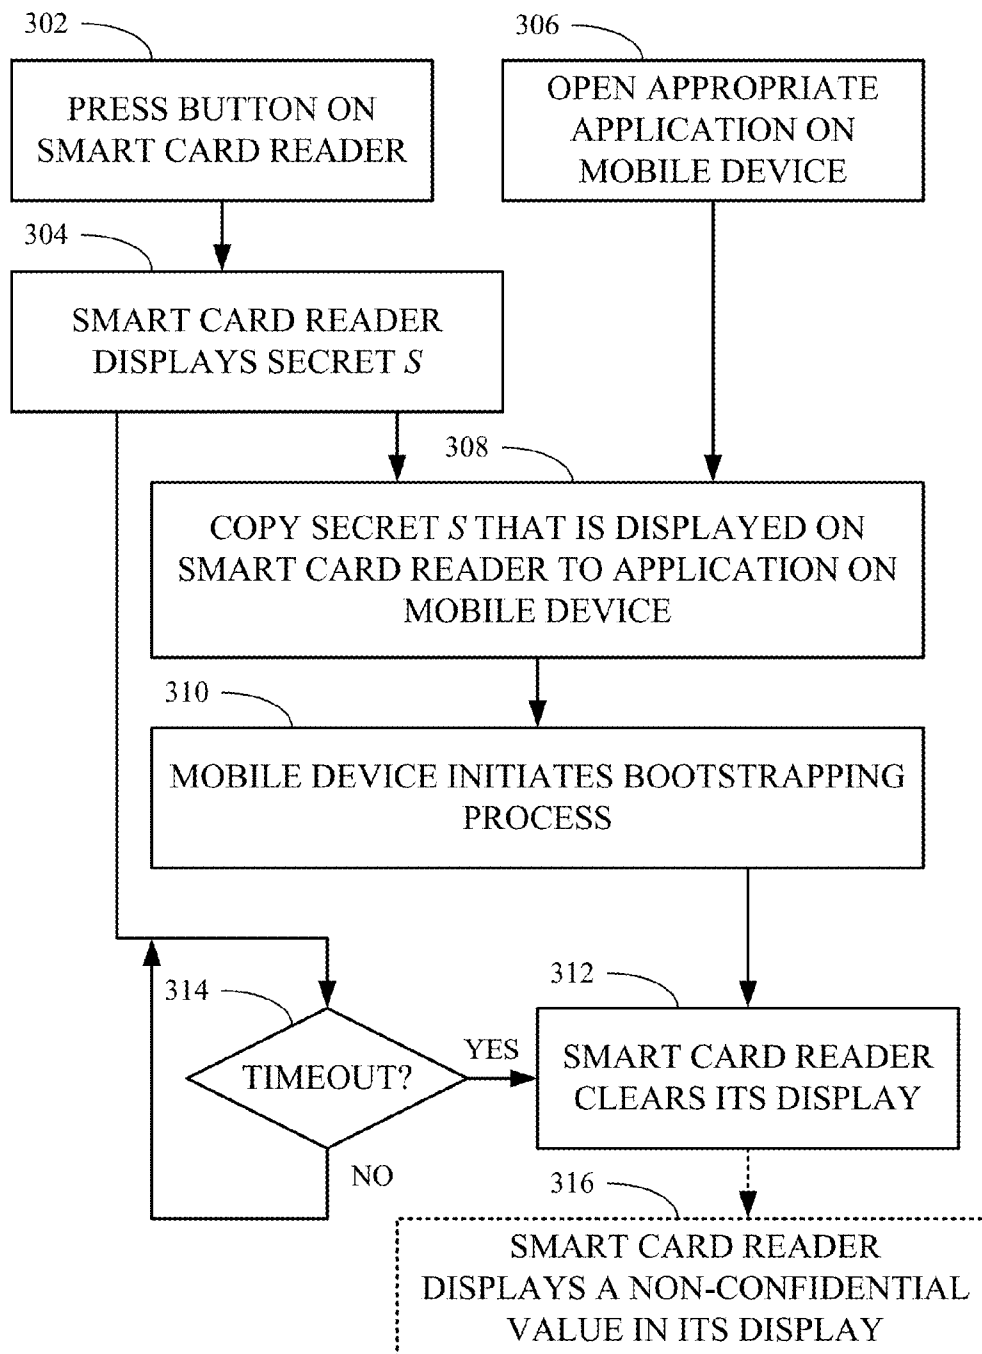 302
PRESS BUTTON ON
SMART CARD READER
306
OPEN APPROPRIATE
APPLICATION ON
MOBILE DEVICE
304
SMART CARD READER
DISPLAYS SECRET S
308
COPY SECRET S THAT IS DISPLAYED ON
SMART CARD READER TO APPLICATION ON
MOBILE DEVICE
310
MOBILE DEVICE INITIATES BOOTSTRAPPING
PROCESS
314
TIMEOUT?
YES
NO
312
SMART CARD READER
CLEARS ITS DISPLAY
316
SMART CARD READER
DISPLAYS A NON-CONFIDENTIAL
VALUE IN ITS DISPLAY